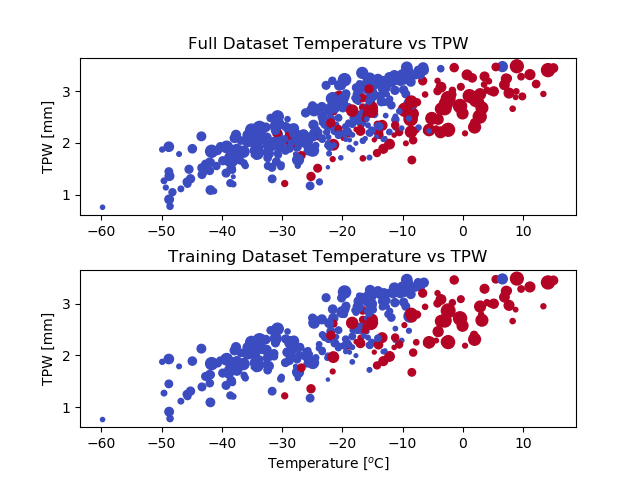 Full Dataset Temperature vs TPW
TPW [mm]
3
2
1
−60 −50 −40 −30 −20 −10 0 10
Training Dataset Temperature vs TPW
TPW [mm]
3
2
1
−60 −50 −40 −30 −20 −10 0 10
Temperature [°C]